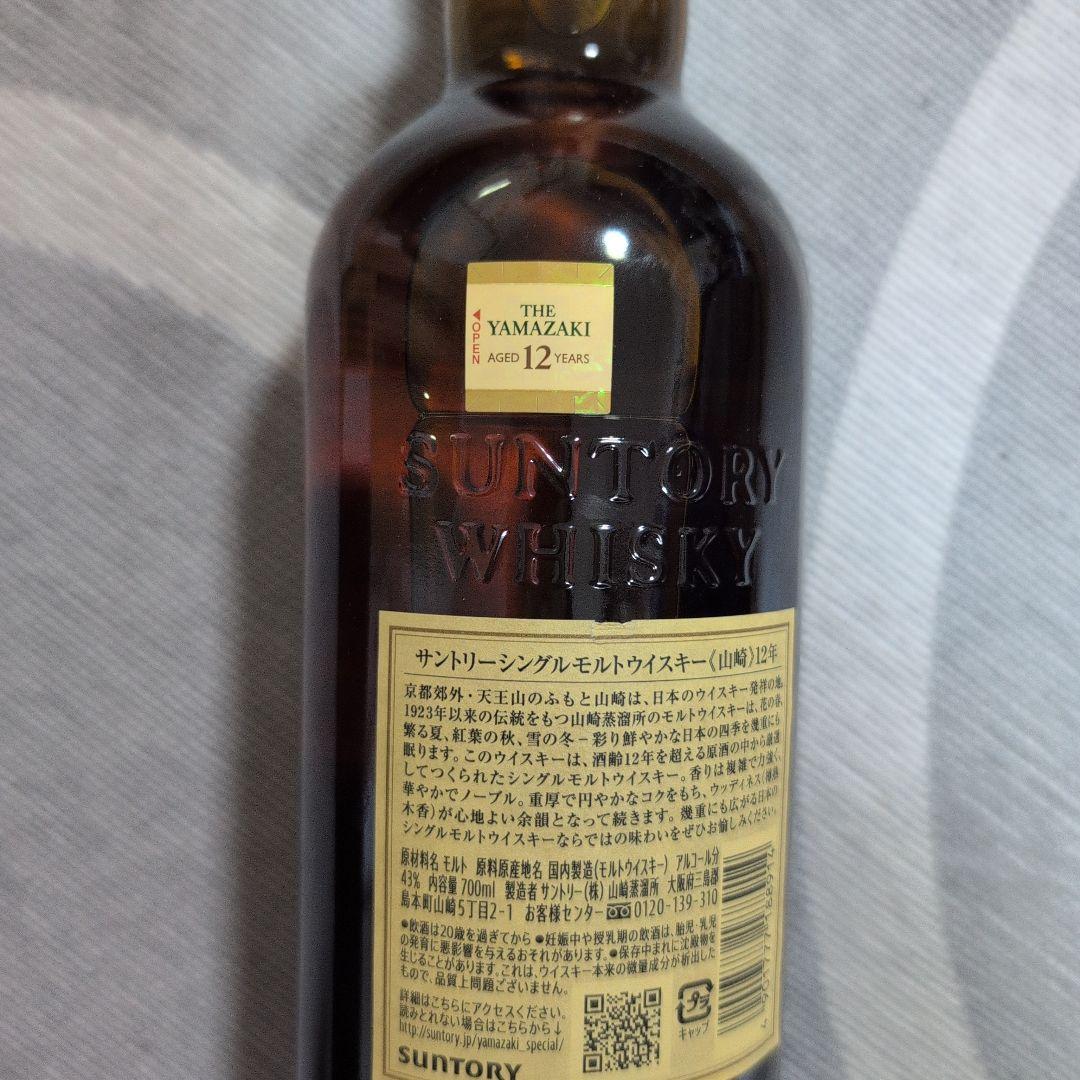 THE
YAMAZAKI
AGED 12 YEARS
◀OPEN
SUNTORY
WHISKY
サントリーシングルモルトウイスキー《山崎》12年
京都郊外・天王山のふもと山崎は、日本のウイスキー発祥の地。
1923年以来の伝統をもつ山崎蒸溜所のモルトウイスキーは、花の春、
繁る夏、紅葉の秋、雪の冬−彩り鮮やかな日本の四季を幾重にも
眠ります。このウイスキーは、酒齢12年を超える原酒の中から厳選
してつくられたシングルモルトウイスキー。香りは複雑で力強く、
華やかでノーブル。重厚で円やかなコクをもち、ウッディネス(樽熟
木香)が心地よい余韻となって続きます。幾重にも広がる日本の
シングルモルトウイスキーならではの味わいをぜひお愉しみください。
原材料名 モルト 原料原産地名 国内製造(モルトウイスキー) アルコール分
43% 内容量 700ml 製造者 サントリー(株) 山崎蒸溜所 大阪府三島郡
島本町山崎5丁目2-1 お客様センター 0120-139-310
●飲酒は20歳を過ぎてから ●妊娠中や授乳期の飲酒は、胎児・乳児
の発育に悪影響を与えるおそれがあります。●保存中まれに沈殿物を
生じることがあります。これは、ウイスキー本来の微量成分が析出した
もので、品質上問題ございません。
詳細はこちらにアクセスください。
読みとれない場合はこちらから↓
http://suntory.jp/yamazaki_special/
SUNTORY
プラ
キャップ